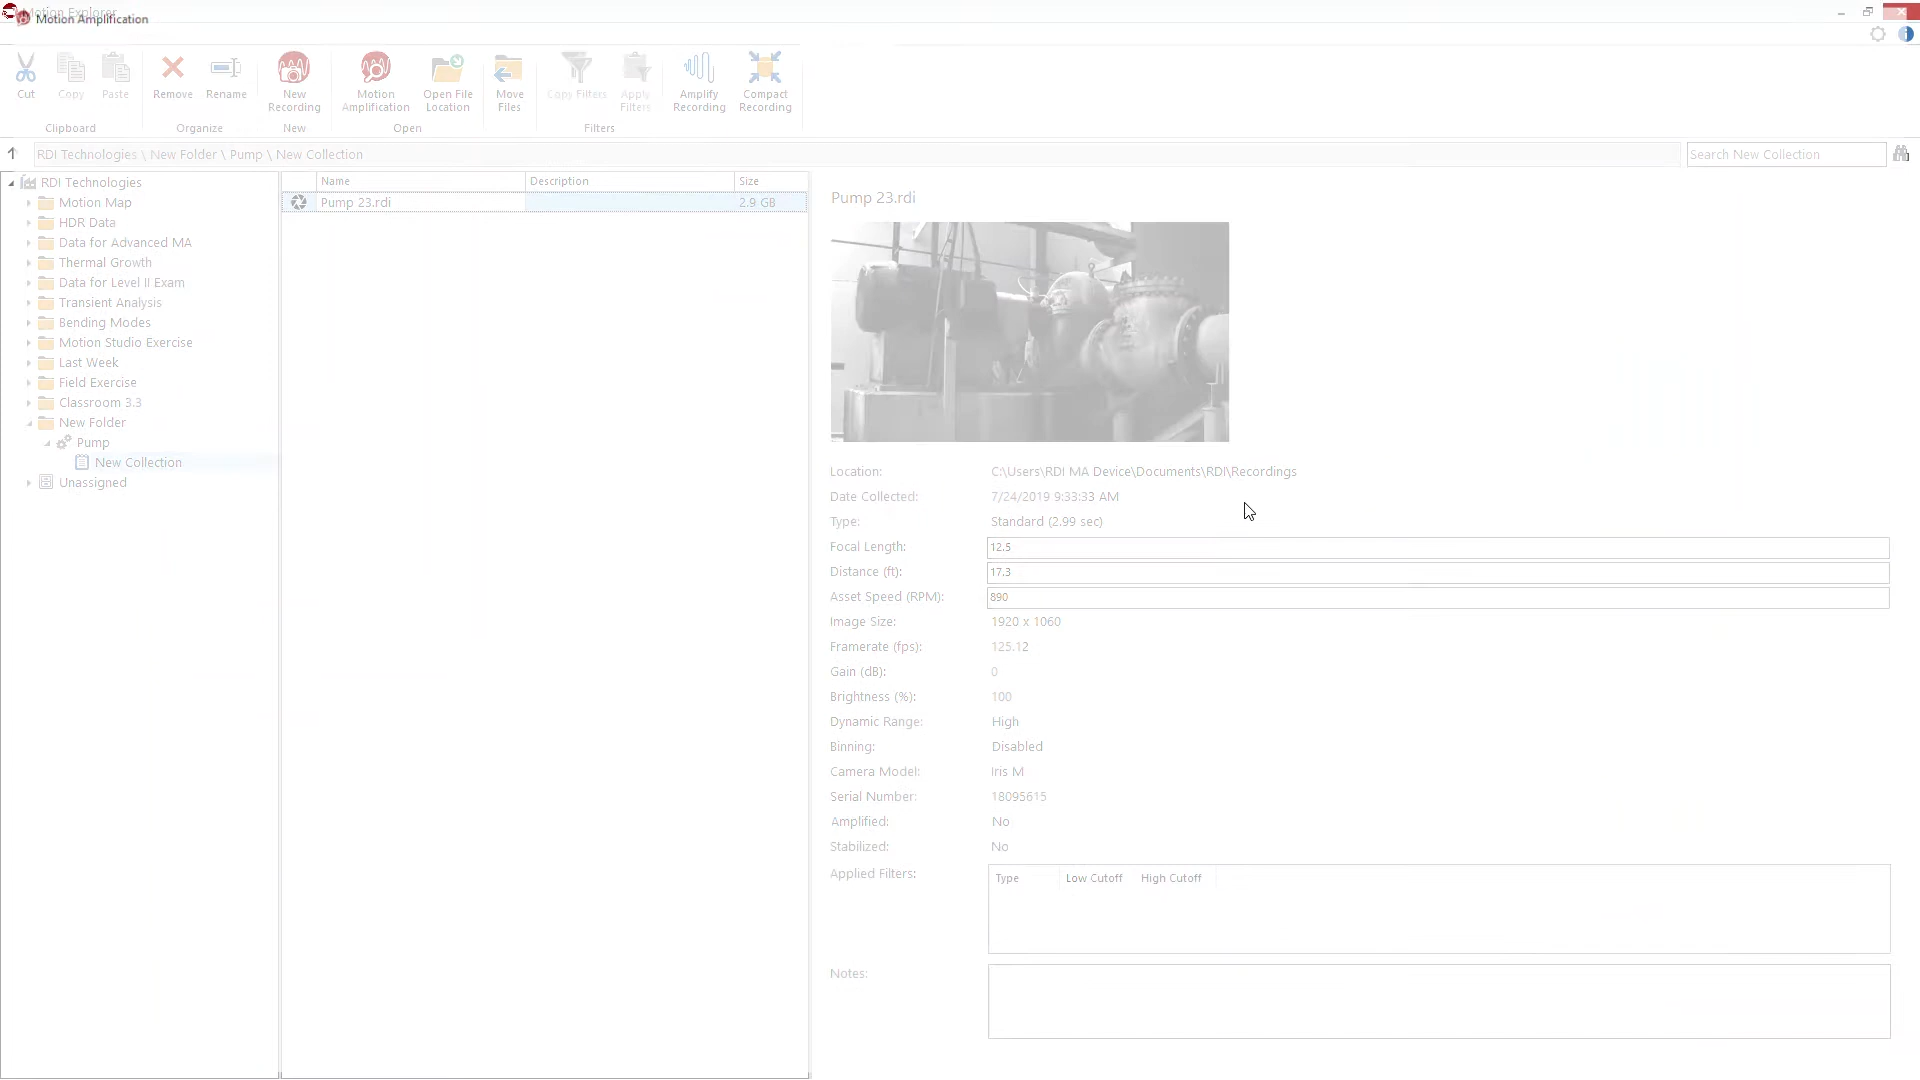 Motion Explorer
Motion Amplification
Cut
Copy
Paste
Remove
Rename
New Recording
Motion Amplification
Open File Location
Move Files
Copy Filters
Apply Filters
Amplify Recording
Compact Recording
Clipboard
Organize
New
Open
Filters
RDI Technologies \ New Folder \ Pump \ New Collection
Search New Collection
RDI Technologies
Motion Map
HDR Data
Data for Advanced MA
Thermal Growth
Data for Level II Exam
Transient Analysis
Bending Modes
Motion Studio Exercise
Last Week
Field Exercise
Classroom 3.3
New Folder
Pump
New Collection
Unassigned
Name Description Size
Pump 23.rdi 2.9 GB
Pump 23.rdi
Location: C:\Users\RDI MA Device\Documents\RDI\Recordings
Date Collected: 7/24/2019 9:33:33 AM
Type: Standard (2.99 sec)
Focal Length: 12.5
Distance (ft): 17.3
Asset Speed (RPM): 890
Image Size: 1920 x 1060
Framerate (fps): 125.12
Gain (dB): 0
Brightness (%): 100
Dynamic Range: High
Binning: Disabled
Camera Model: Iris M
Serial Number: 18095615
Amplified: No
Stabilized: No
Applied Filters: Type Low Cutoff High Cutoff
Notes: